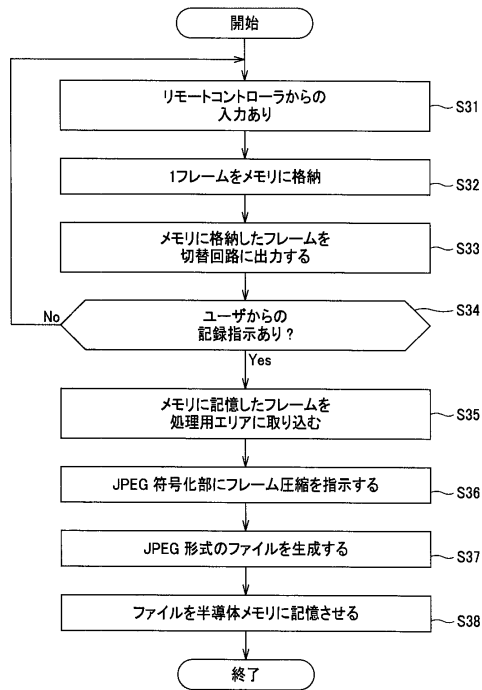 開始
リモートコントローラからの
入力あり
S31
1フレームをメモリに格納
S32
メモリに格納したフレームを
切替回路に出力する
S33
ユーザからの
記録指示あり?
S34
No
Yes
メモリに記憶したフレームを
処理用エリアに取り込む
S35
JPEG 符号化部にフレーム圧縮を指示する
S36
JPEG 形式のファイルを生成する
S37
ファイルを半導体メモリに記憶させる
S38
終了